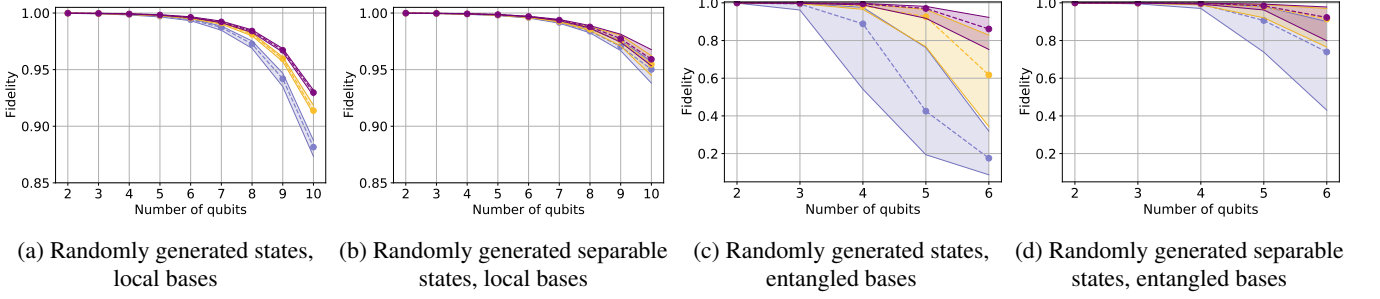 1.00
0.95
0.90
0.85
Fidelity
2 3 4 5 6 7 8 9 10
Number of qubits
(a) Randomly generated states,
local bases
1.00
0.95
0.90
0.85
Fidelity
2 3 4 5 6 7 8 9 10
Number of qubits
(b) Randomly generated separable
states, local bases
1.0
0.8
0.6
0.4
0.2
Fidelity
2 3 4 5 6
Number of qubits
(c) Randomly generated states,
entangled bases
1.0
0.8
0.6
0.4
0.2
Fidelity
2 3 4 5 6
Number of qubits
(d) Randomly generated separable
states, entangled bases